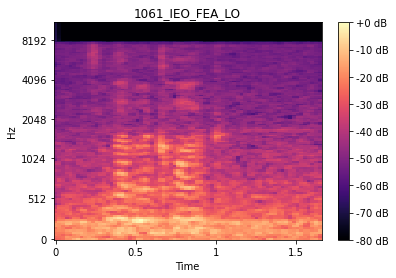 1061_IEO_FEA_LO
+0 dB
8192
-10 dB
4096
-20 dB
-30 dB
2048
Hz
-40 dB
1024
-50 dB
512
-60 dB
-70 dB
0
-80 dB
0
0.5
1
1.5
Time